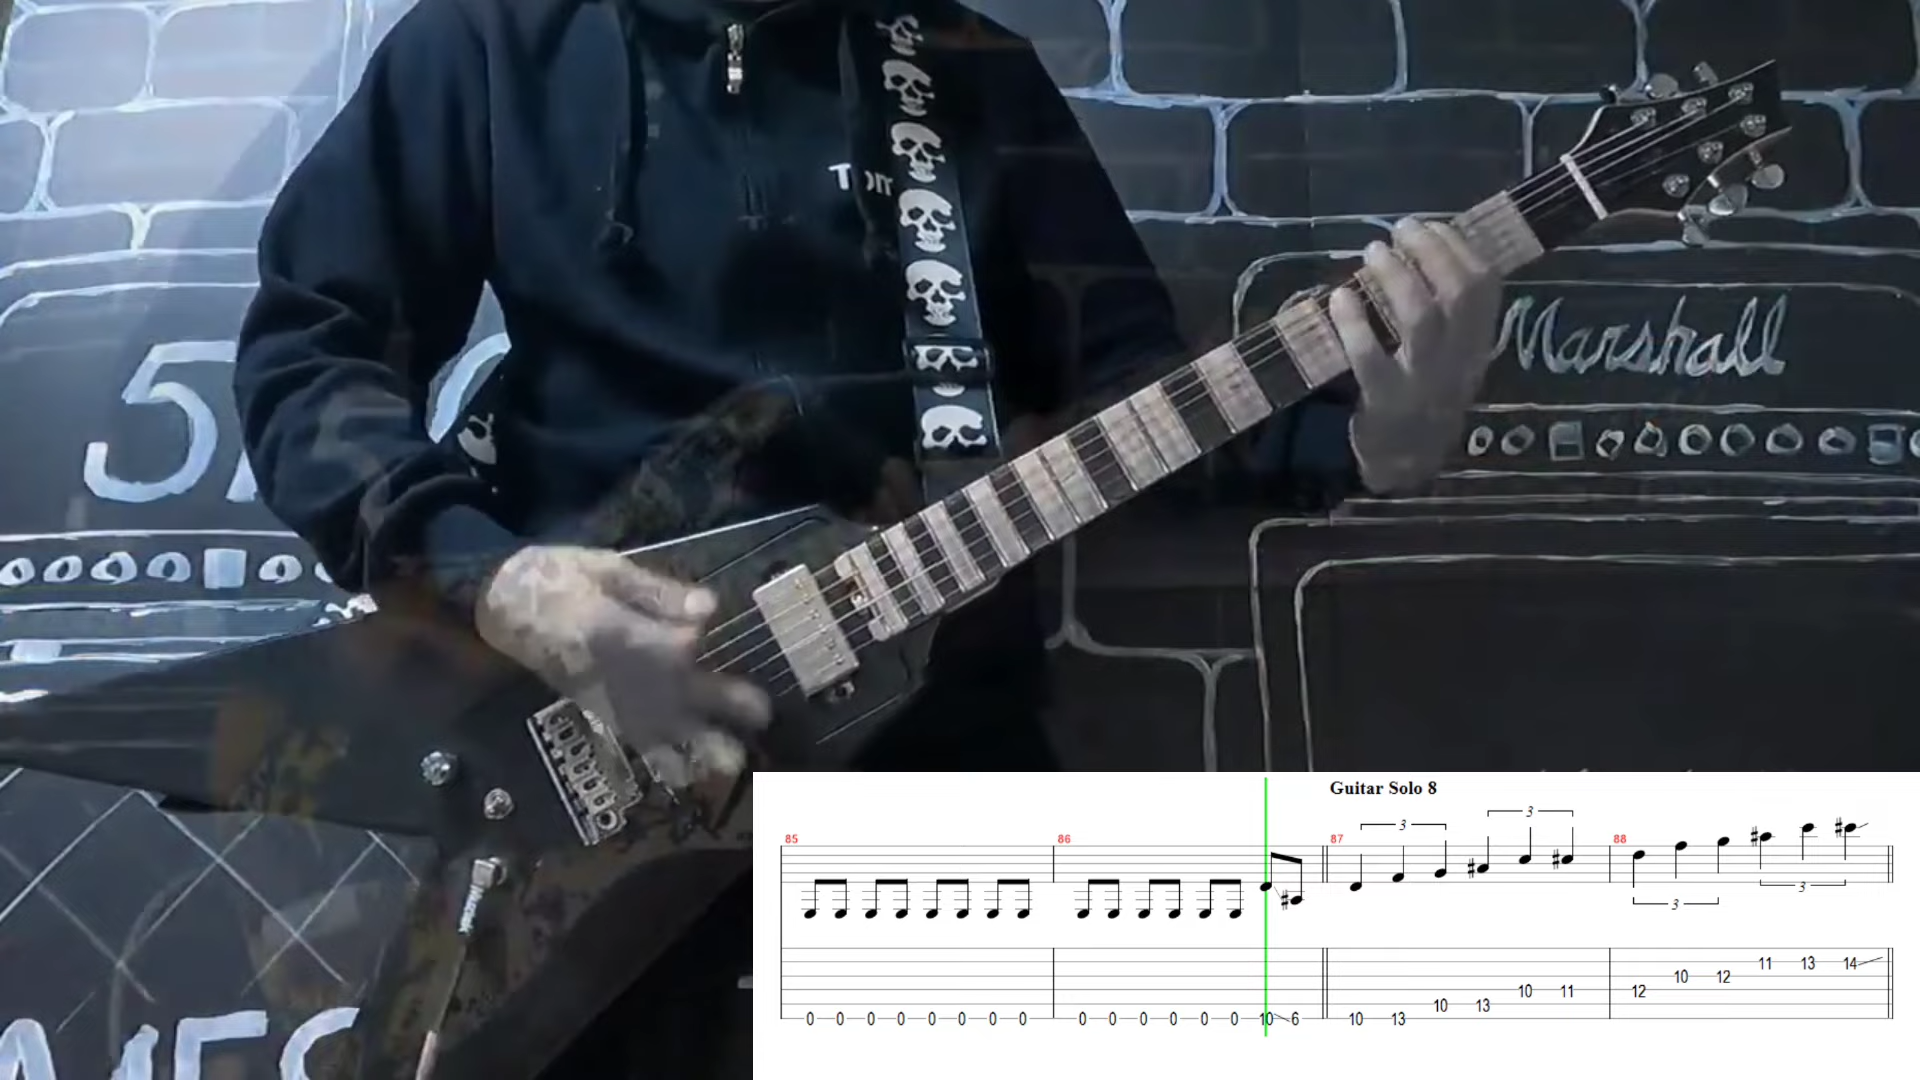 Tom
Marshall
Guitar Solo 8
3 3
85 86 87 88
3 3
11 13 14
10 12
10 11 12
10 13
0 0 0 0 0 0 0 0 0 0 0 0 0 0 10 6 10 13